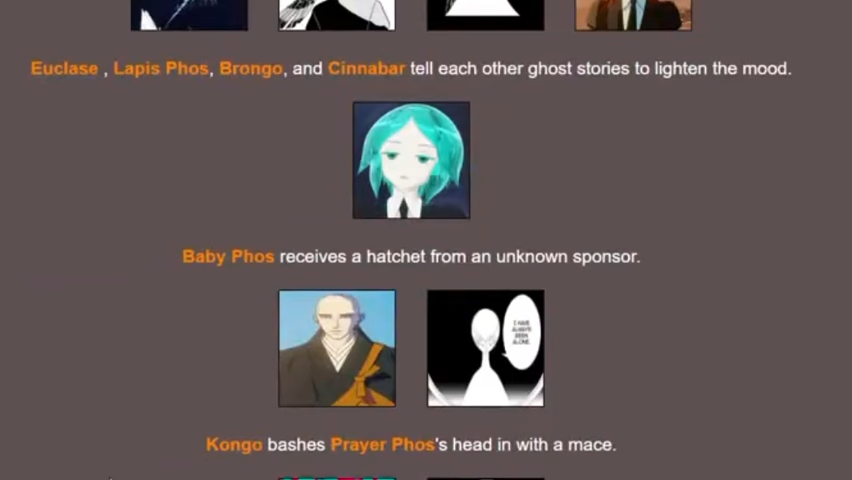 Euclase , Lapis Phos, Brongo, and Cinnabar tell each other ghost stories to lighten the mood.
Baby Phos receives a hatchet from an unknown sponsor.
I HAVE
ALWAYS
BEEN
ALONE.
Kongo bashes Prayer Phos's head in with a mace.